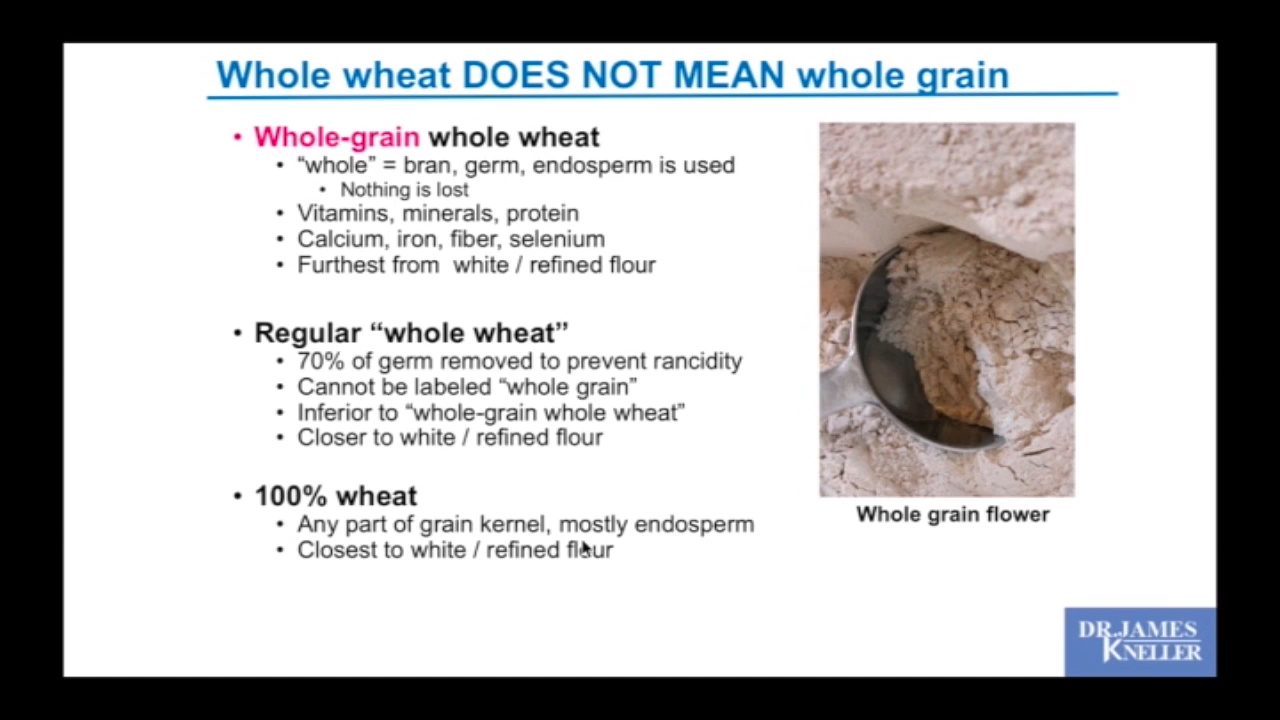 Whole wheat DOES NOT MEAN whole grain
• Whole-grain whole wheat
• “whole” = bran, germ, endosperm is used
• Nothing is lost
• Vitamins, minerals, protein
• Calcium, iron, fiber, selenium
• Furthest from white / refined flour
• Regular “whole wheat”
• 70% of germ removed to prevent rancidity
• Cannot be labeled “whole grain”
• Inferior to “whole-grain whole wheat”
• Closer to white / refined flour
• 100% wheat
• Any part of grain kernel, mostly endosperm
• Closest to white / refined flour
Whole grain flower
DR.JAMES
KNELLER